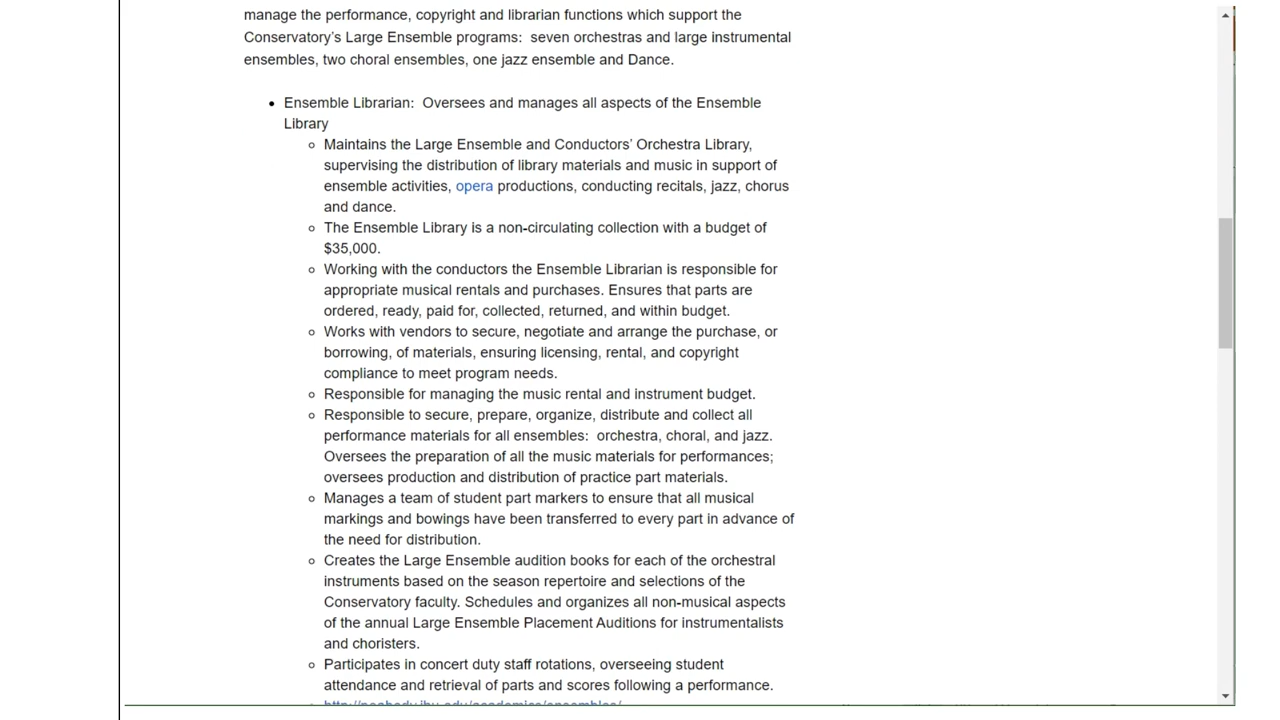 manage the performance, copyright and librarian functions which support the
Conservatory's Large Ensemble programs:  seven orchestras and large instrumental
ensembles, two choral ensembles, one jazz ensemble and Dance.
• Ensemble Librarian:  Oversees and manages all aspects of the Ensemble
Library
○ Maintains the Large Ensemble and Conductors' Orchestra Library,
supervising the distribution of library materials and music in support of
ensemble activities, opera productions, conducting recitals, jazz, chorus
and dance.
○ The Ensemble Library is a non-circulating collection with a budget of
$35,000.
○ Working with the conductors the Ensemble Librarian is responsible for
appropriate musical rentals and purchases. Ensures that parts are
ordered, ready, paid for, collected, returned, and within budget.
○ Works with vendors to secure, negotiate and arrange the purchase, or
borrowing, of materials, ensuring licensing, rental, and copyright
compliance to meet program needs.
○ Responsible for managing the music rental and instrument budget.
○ Responsible to secure, prepare, organize, distribute and collect all
performance materials for all ensembles:  orchestra, choral, and jazz.
Oversees the preparation of all the music materials for performances;
oversees production and distribution of practice part materials.
○ Manages a team of student part markers to ensure that all musical
markings and bowings have been transferred to every part in advance of
the need for distribution.
○ Creates the Large Ensemble audition books for each of the orchestral
instruments based on the season repertoire and selections of the
Conservatory faculty. Schedules and organizes all non-musical aspects
of the annual Large Ensemble Placement Auditions for instrumentalists
and choristers.
○ Participates in concert duty staff rotations, overseeing student
attendance and retrieval of parts and scores following a performance.
○ http://peabody.jhu.edu/academics/ensembles/